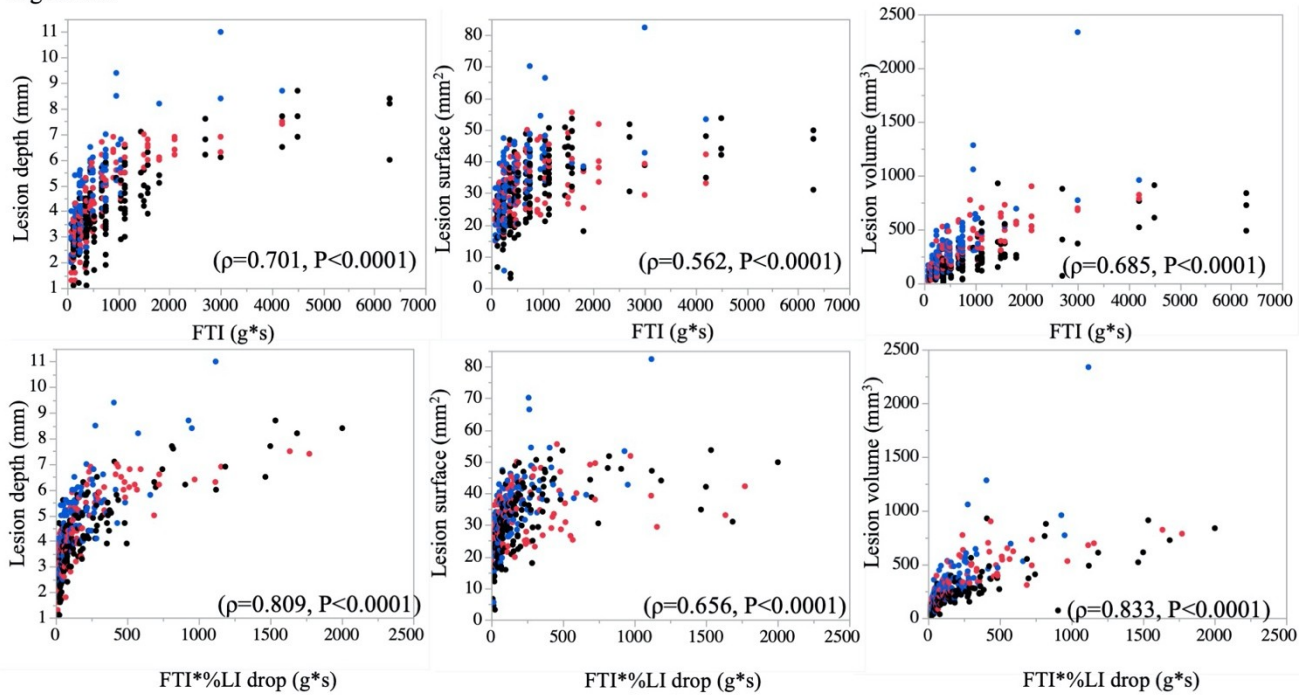 Lesion depth (mm)
11
10
9
8
7
6
5
4
3
2
1
(ρ=0.701, P<0.0001)
0 1000 2000 3000 4000 5000 6000 7000
FTI (g*s)
Lesion surface (mm²)
80
70
60
50
40
30
20
10
0
(ρ=0.562, P<0.0001)
0 1000 2000 3000 4000 5000 6000 7000
FTI (g*s)
Lesion volume (mm³)
2500
2000
1500
1000
500
0
(ρ=0.685, P<0.0001)
0 1000 2000 3000 4000 5000 6000 7000
FTI (g*s)
Lesion depth (mm)
11
10
9
8
7
6
5
4
3
2
1
(ρ=0.809, P<0.0001)
0 500 1000 1500 2000 2500
FTI*%LI drop (g*s)
Lesion surface (mm²)
80
70
60
50
40
30
20
10
0
(ρ=0.656, P<0.0001)
0 500 1000 1500 2000 2500
FTI*%LI drop (g*s)
Lesion volume (mm³)
2500
2000
1500
1000
500
0
(ρ=0.833, P<0.0001)
0 500 1000 1500 2000 2500
FTI*%LI drop (g*s)